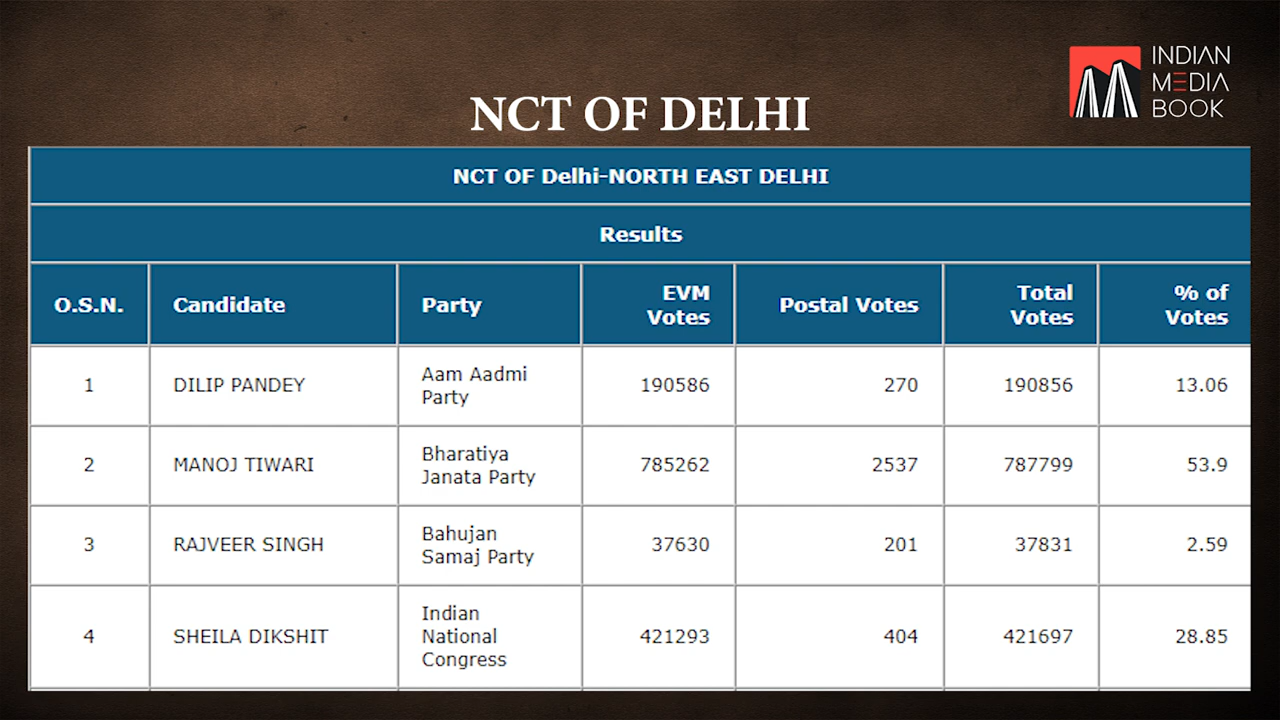 INDIAN
MEDIA
BOOK
NCT OF DELHI
NCT OF Delhi-NORTH EAST DELHI
Results
O.S.N. Candidate Party EVM Votes Postal Votes Total Votes % of Votes
1 DILIP PANDEY Aam Aadmi Party 190586 270 190856 13.06
2 MANOJ TIWARI Bharatiya Janata Party 785262 2537 787799 53.9
3 RAJVEER SINGH Bahujan Samaj Party 37630 201 37831 2.59
4 SHEILA DIKSHIT Indian National Congress 421293 404 421697 28.85